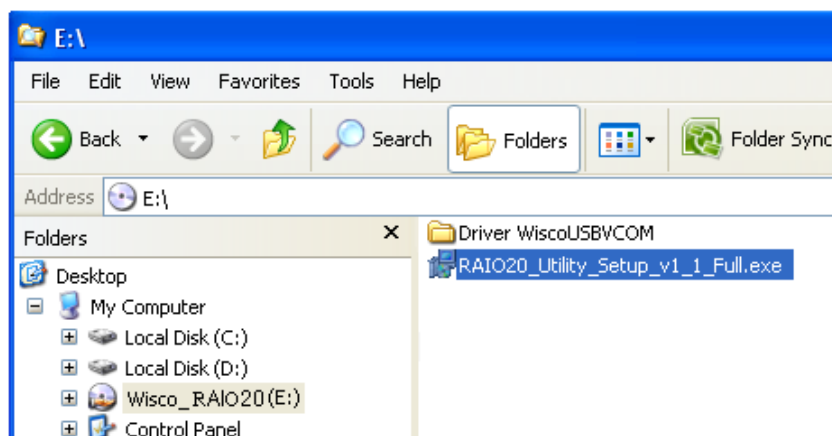 E:\
File Edit View Favorites Tools Help
Back Search Folders Folder Sync
Address E:\
Folders
Desktop
My Computer
Local Disk (C:)
Local Disk (D:)
Wisco_RAIO20(E:)
Control Panel
Driver WiscoUSBVCOM
RAIO20_Utility_Setup_v1_1_Full.exe